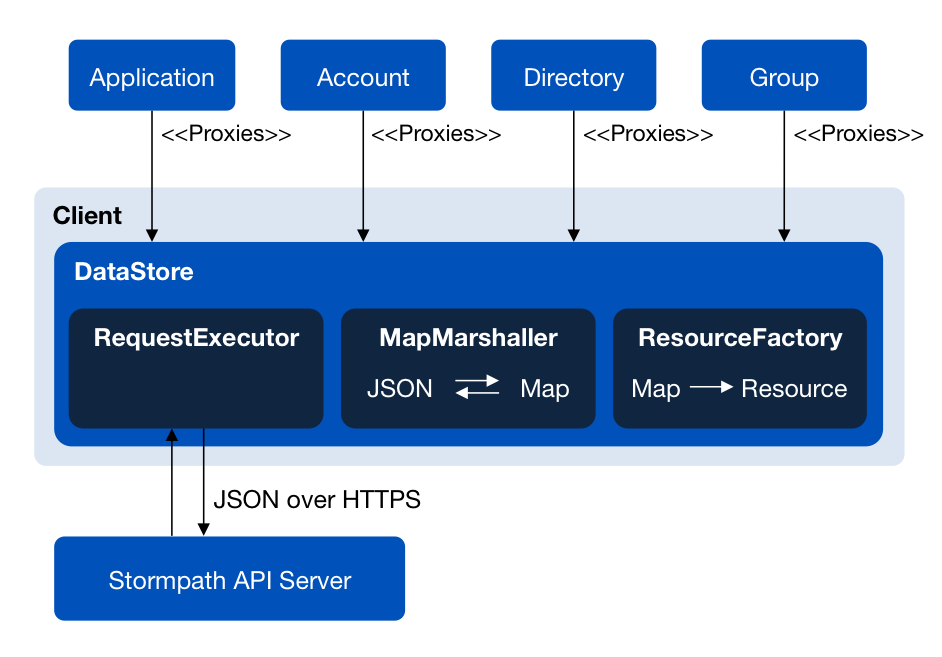 Application
Account
Directory
Group
<<Proxies>>
<<Proxies>>
<<Proxies>>
<<Proxies>>
Client
DataStore
RequestExecutor
MapMarshaller
JSON
Map
ResourceFactory
Map
Resource
JSON over HTTPS
Stormpath API Server